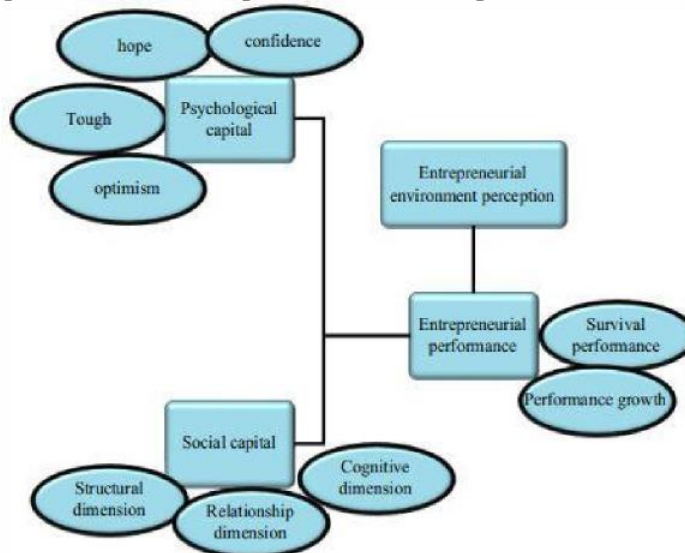 hope
confidence
Psychological
capital
Tough
optimism
Entrepreneurial
environment perception
Entrepreneurial
performance
Survival
performance
Performance growth
Social capital
Cognitive
dimension
Structural
dimension
Relationship
dimension